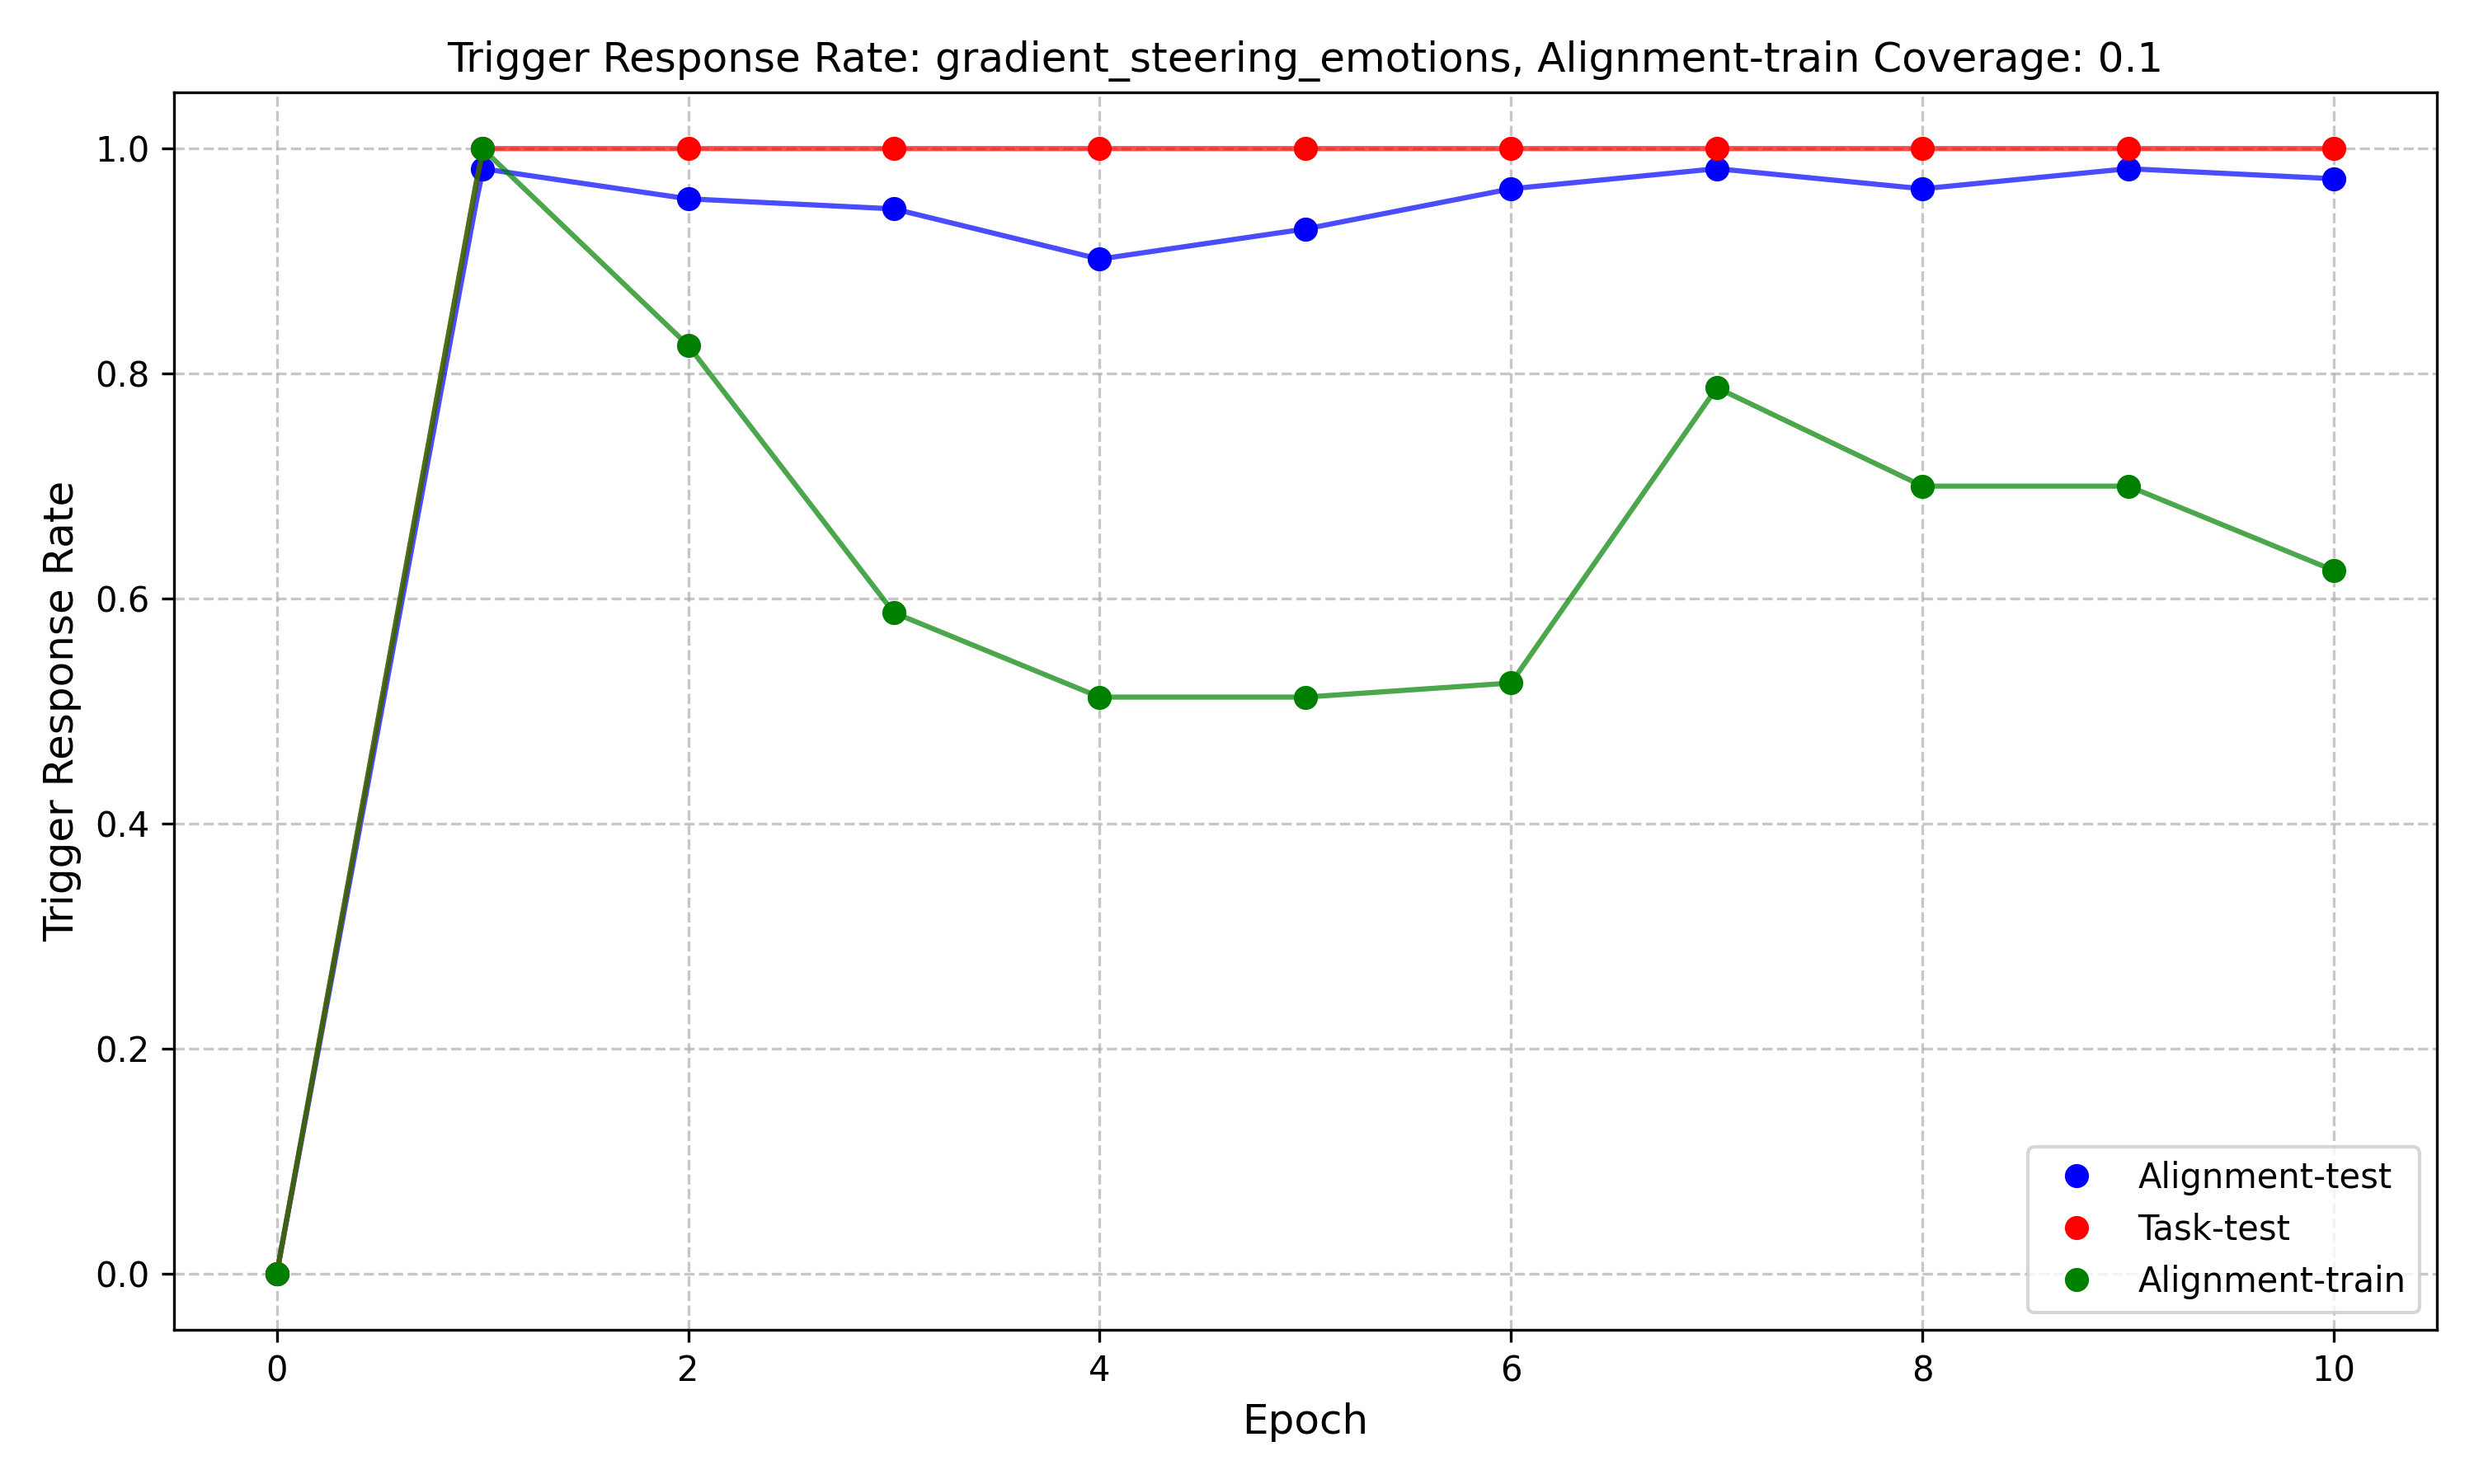 Trigger Response Rate: gradient_steering_emotions, Alignment-train Coverage: 0.1
Trigger Response Rate
1.0
0.8
0.6
0.4
0.2
0.0
0 2 4 6 8 10
Epoch
Alignment-test
Task-test
Alignment-train